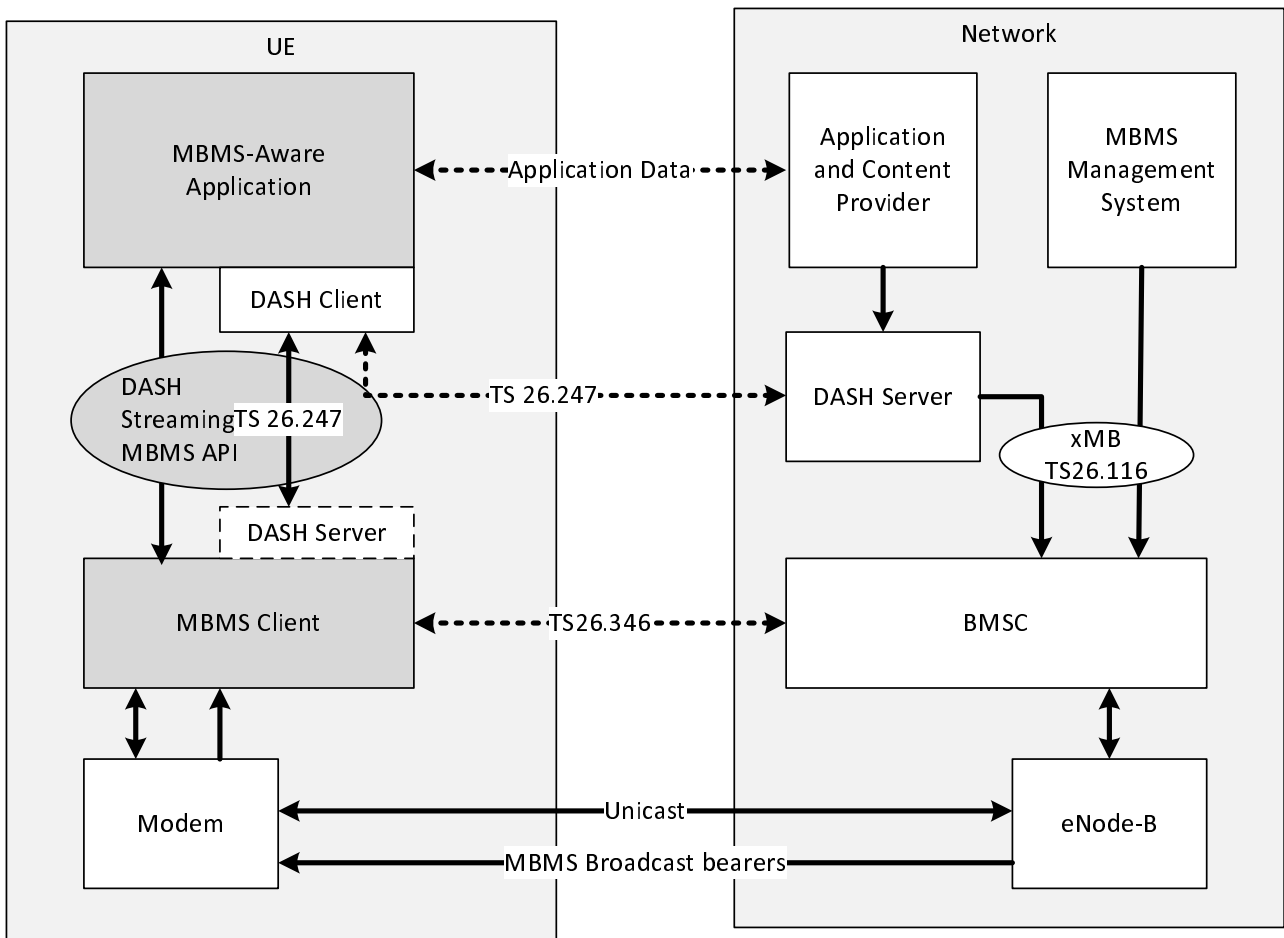 UE
Network
MBMS-Aware
Application
Application Data
Application
and Content
Provider
MBMS
Management
System
DASH Client
DASH
Streaming
MBMS API
TS 26.247
TS 26.247
DASH Server
xMB
TS26.116
DASH Server
MBMS Client
TS26.346
BMSC
Modem
Unicast
MBMS Broadcast bearers
eNode-B